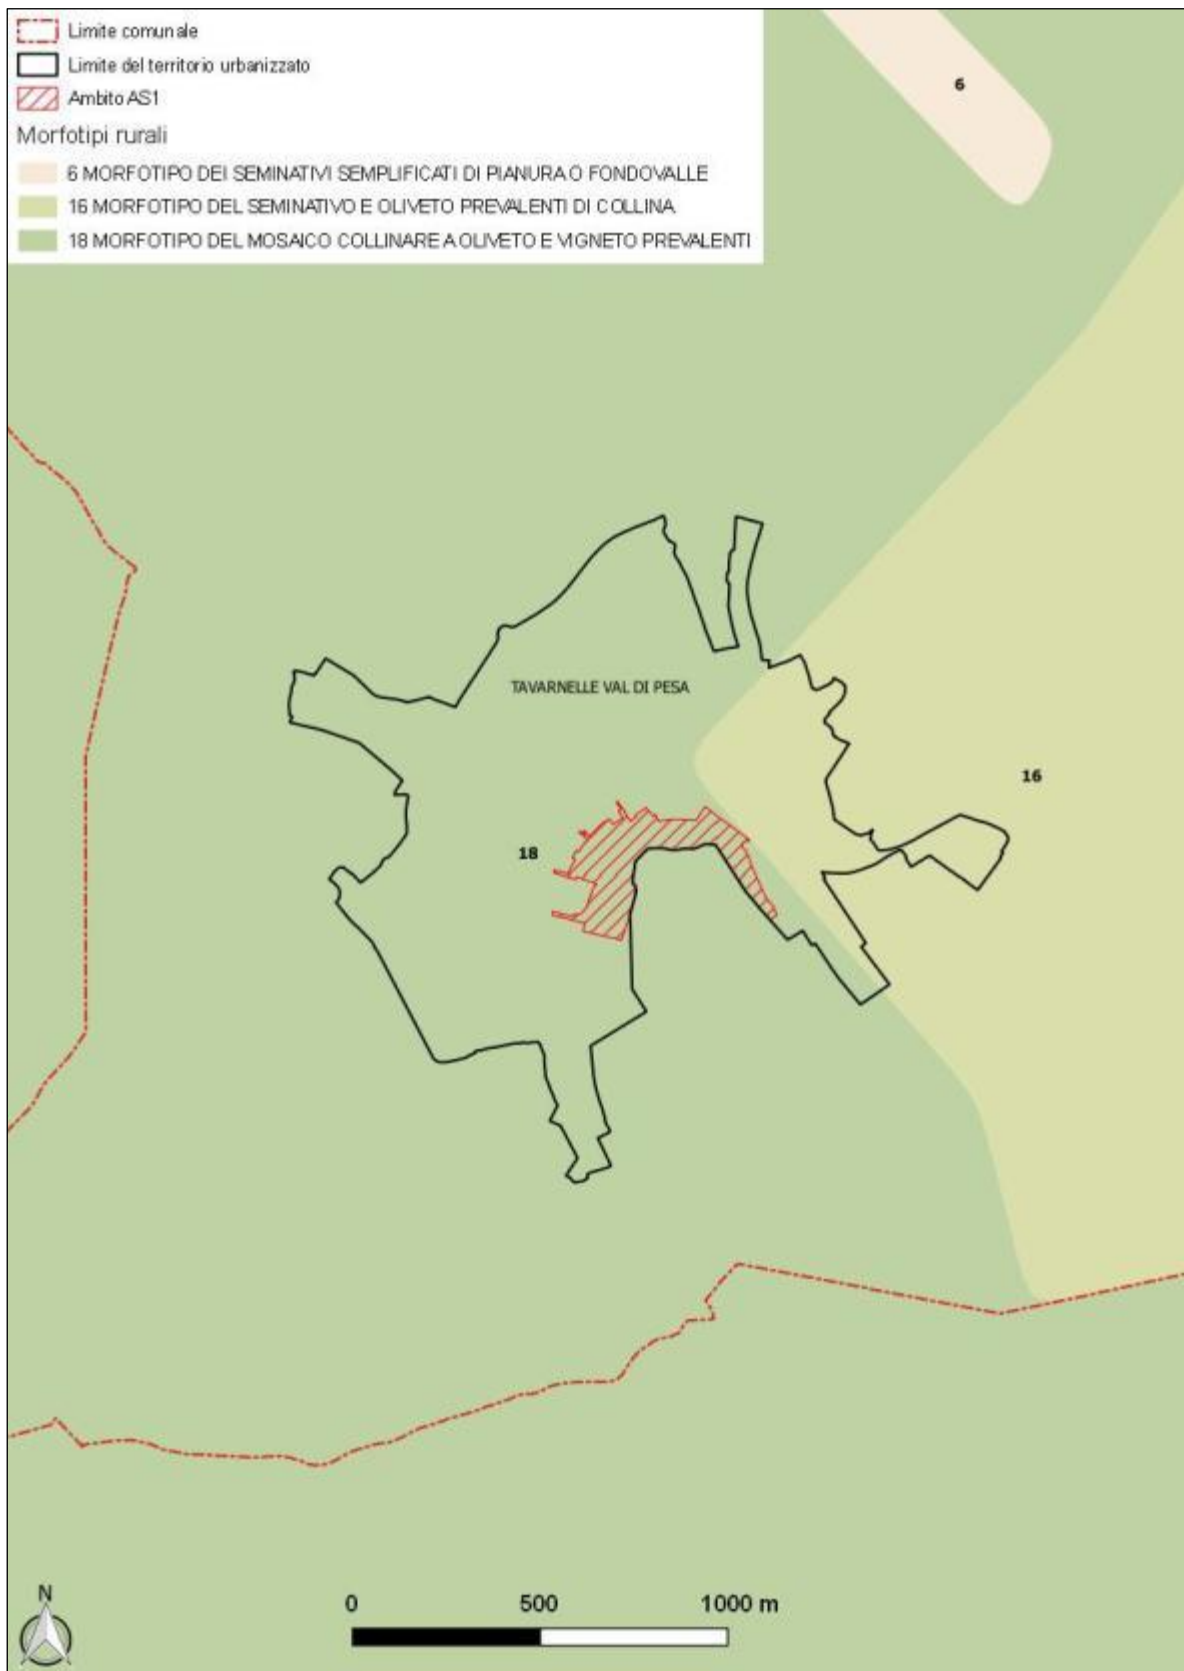 Limite comunale
Limite del territorio urbanizzato
Ambito AS1
Morfotipi rurali
6 MORFOTIPO DEI SEMINATIVI SEMPLIFICATI DI PIANURA O FONDOVALLE
16 MORFOTIPO DEL SEMINATIVO E OLIVETO PREVALENTI DI COLLINA
18 MORFOTIPO DEL MOSAICO COLLINARE A OLIVETO E VIGNETO PREVALENTI
6
TAVARNELLE VAL DI PESA
16
18
N
0 500 1000 m